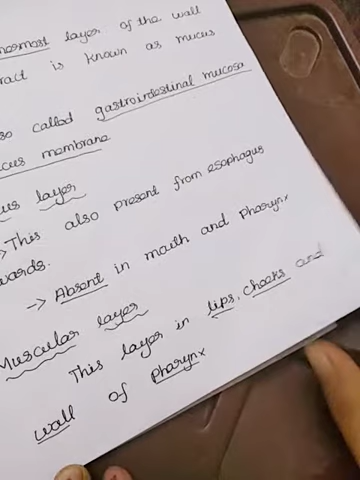 nermost layer of the wall
ract is known as mucus
so called gastrointestinal mucosa
cus membrane
us layer
→ This also present from esophagus
wards.
→ Absent in mouth and pharynx
Muscular layer
This layer in lips, cheeks and
wall of pharynx